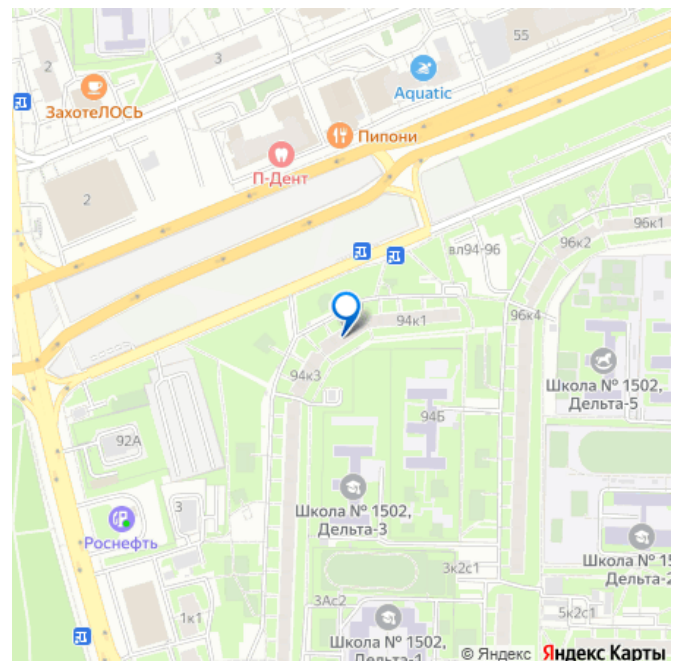 55
2
3
Aquatic
ЗахотеЛОСЬ
Пипони
П-Дент
2
96к1
96к2
вл94-96
94к1
96к4
94к3
Школа № 1502,
Дельта-5
94Б
92А
Школа № 1502,
Дельта-3
3
Роснефть
Школа № 15
Дельта-2
3к2с1
3Ас2
1к1
5к2с1
Школа № 1502,
Дельта-1
© Яндекс Яндекс Карты